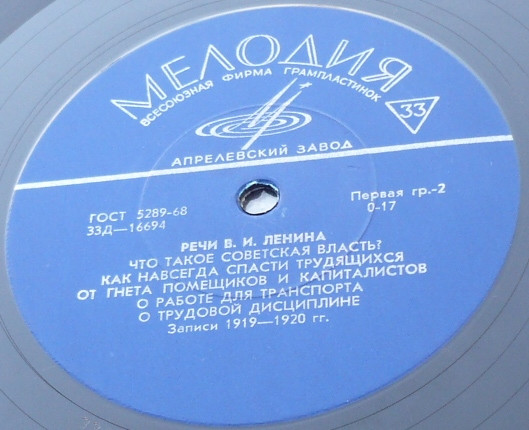 МЕЛОДИЯ
ВСЕСОЮЗНАЯ ФИРМА ГРАМПЛАСТИНОК
33
АПРЕЛЕВСКИЙ ЗАВОД
ГОСТ 5289-68
33Д—16694
Первая гр.-2
0-17
РЕЧИ В. И. ЛЕНИНА
ЧТО ТАКОЕ СОВЕТСКАЯ ВЛАСТЬ?
КАК НАВСЕГДА СПАСТИ ТРУДЯЩИХСЯ
ОТ ГНЕТА ПОМЕЩИКОВ И КАПИТАЛИСТОВ
О РАБОТЕ ДЛЯ ТРАНСПОРТА
О ТРУДОВОЙ ДИСЦИПЛИНЕ
Записи 1919—1920 гг.